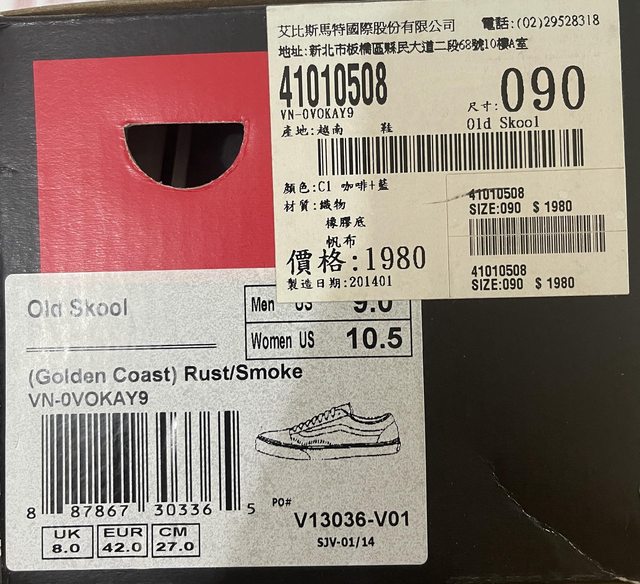 艾比斯馬特國際股份有限公司 電話:(02)29528318
地址:新北市板橋區縣民大道二段68號10樓A室
41010508
VN-0VOKAY9
尺寸: 090
產地:越南 鞋
Old Skool
顏色:C1 咖啡+藍
材質:織物
橡膠底
帆布
價格:1980
製造日期:201401
41010508
SIZE:090 $ 1980
41010508
SIZE:090 $ 1980
Old Skool
Men US 9.0
Women US 10.5
(Golden Coast) Rust/Smoke
VN-0VOKAY9
8 87867 30336 5
PO#
V13036-V01
SJV-01/14
UK 8.0
EUR 42.0
CM 27.0